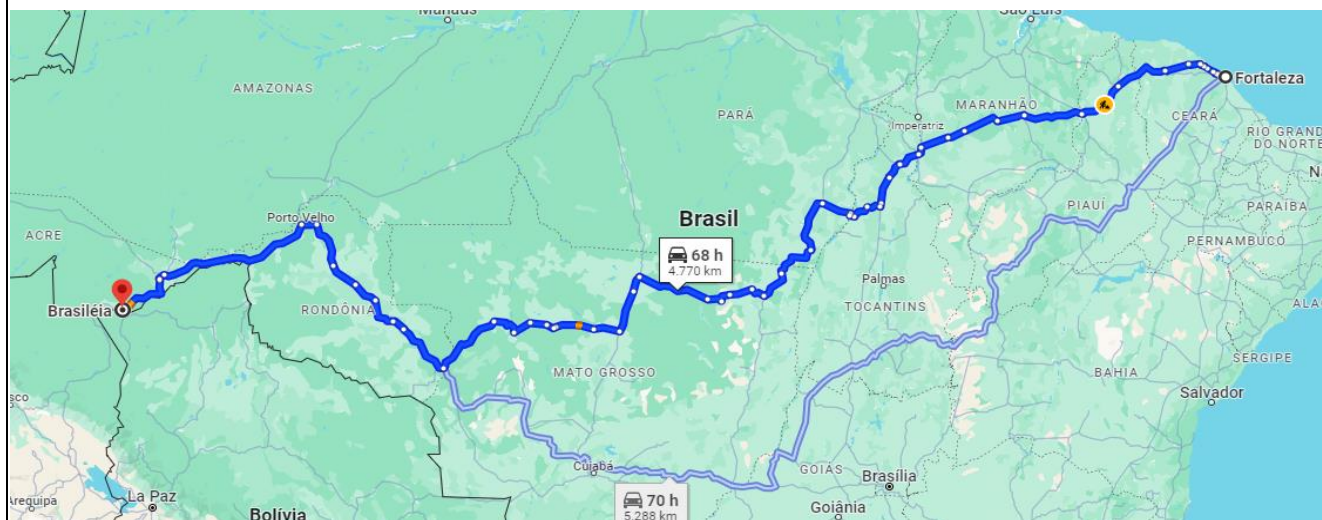 Manaus
São Luís
Fortaleza
AMAZONAS
PARÁ
MARANHÃO
CEARÁ
Imperatriz
RIO GRAND
DO NORTE
Porto Velho
Brasil
PIAUÍ
PARAÍBA
ACRE
68 h
4.770 km
PERNAMBUCO
Palmas
TOCANTINS
Brasiléia
RONDÔNIA
SERGIPE
MATO GROSSO
BAHIA
Salvador
Cuiabá
GOIÁS
Brasília
La Paz
70 h
5.288 km
Arequipa
Bolívia
Goiânia